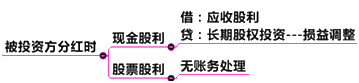 被投资方分红时
现金股利
借：应收股利
贷：长期股权投资---损益调整
股票股利
无账务处理